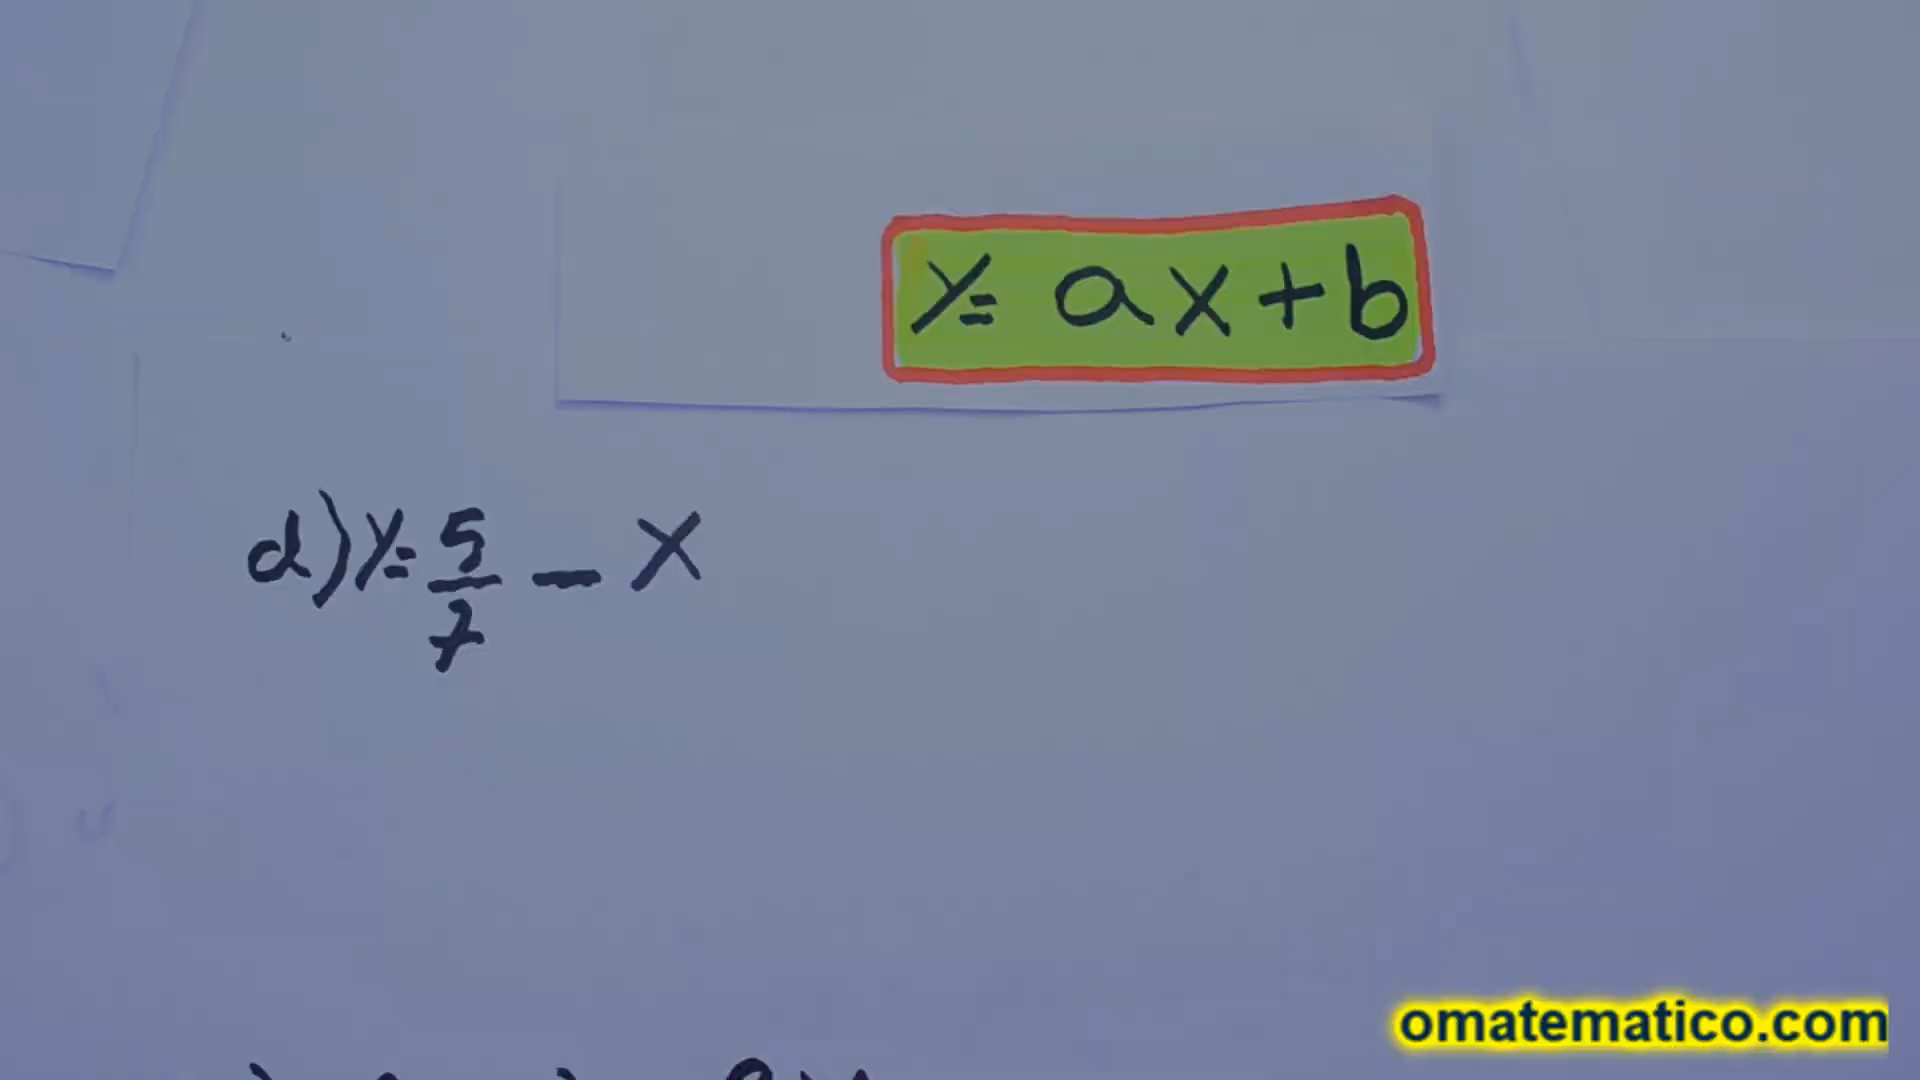 y= ax+b
d) y= 5/7 - x
omatematico.com